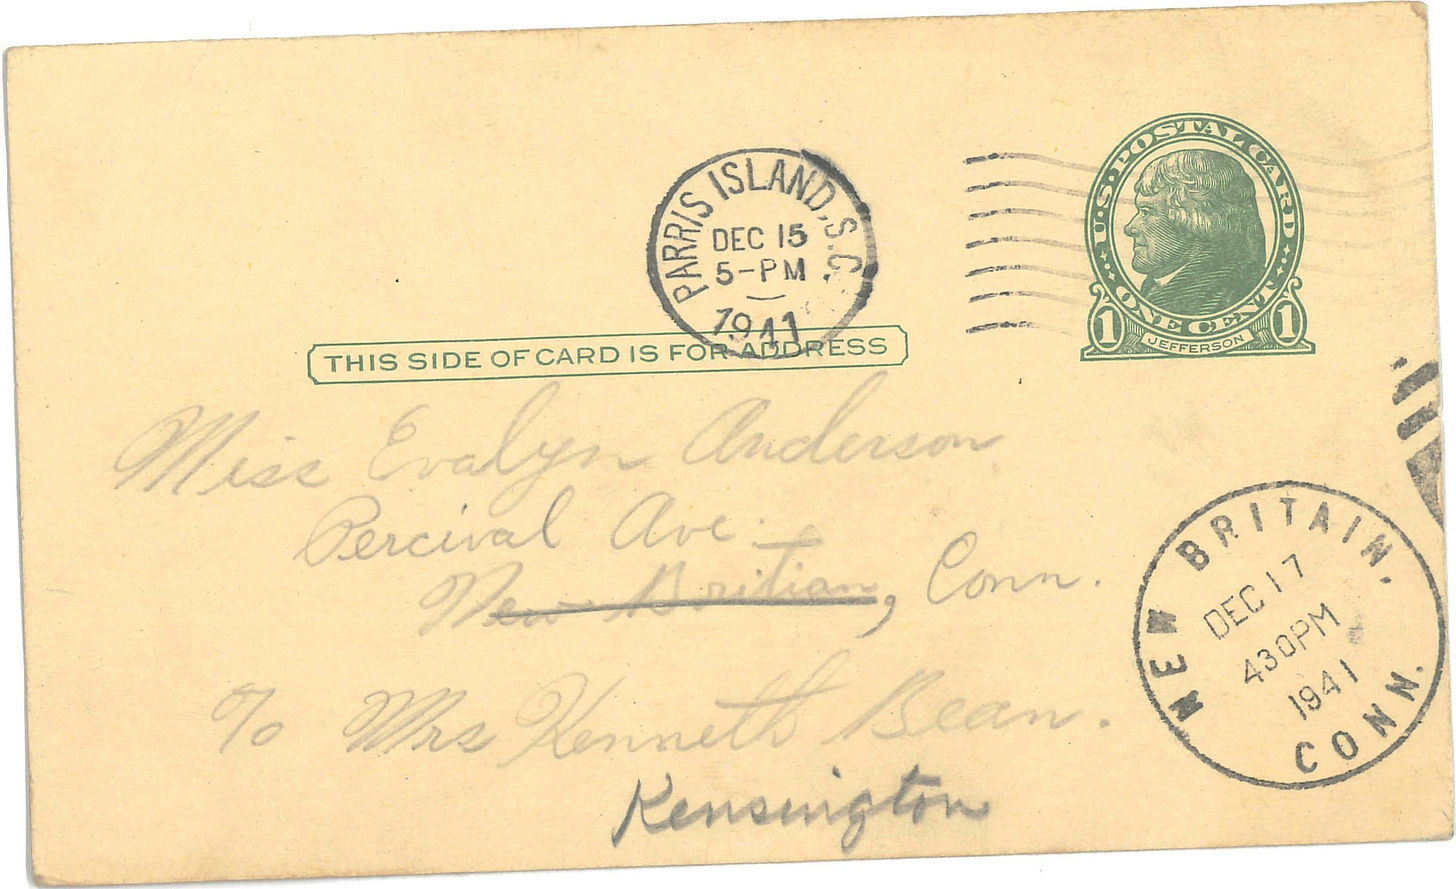 U·S·POSTAL CARD
PARRIS ISLAND, S.C.
DEC 15
5-PM
1941
ONE CENT
1 JEFFERSON 1
THIS SIDE OF CARD IS FOR ADDRESS
Miss Evalyn Anderson
Percival Ave.
New Britian, Conn.
NEW BRITAIN,
DEC 17
430PM
1941
CONN.
℅ Mrs Kenneth Bean.
Kensington